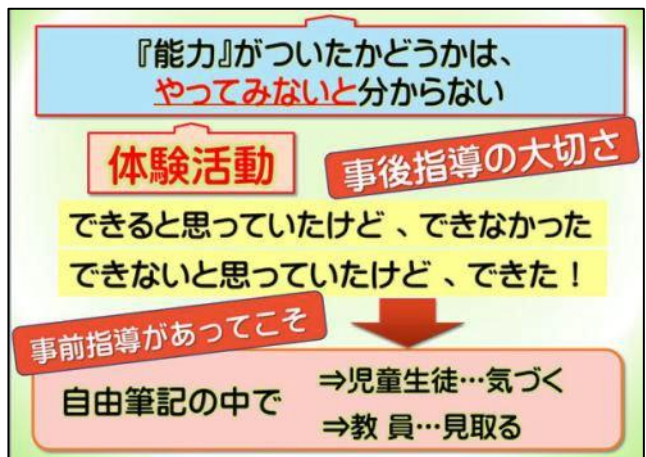 『能力』がついたかどうかは、
やってみないと分からない
体験活動
事後指導の大切さ
できると思っていたけど、できなかった
できないと思っていたけど、できた！
事前指導があってこそ
自由筆記の中で
⇒児童生徒…気づく
⇒教 員…見取る